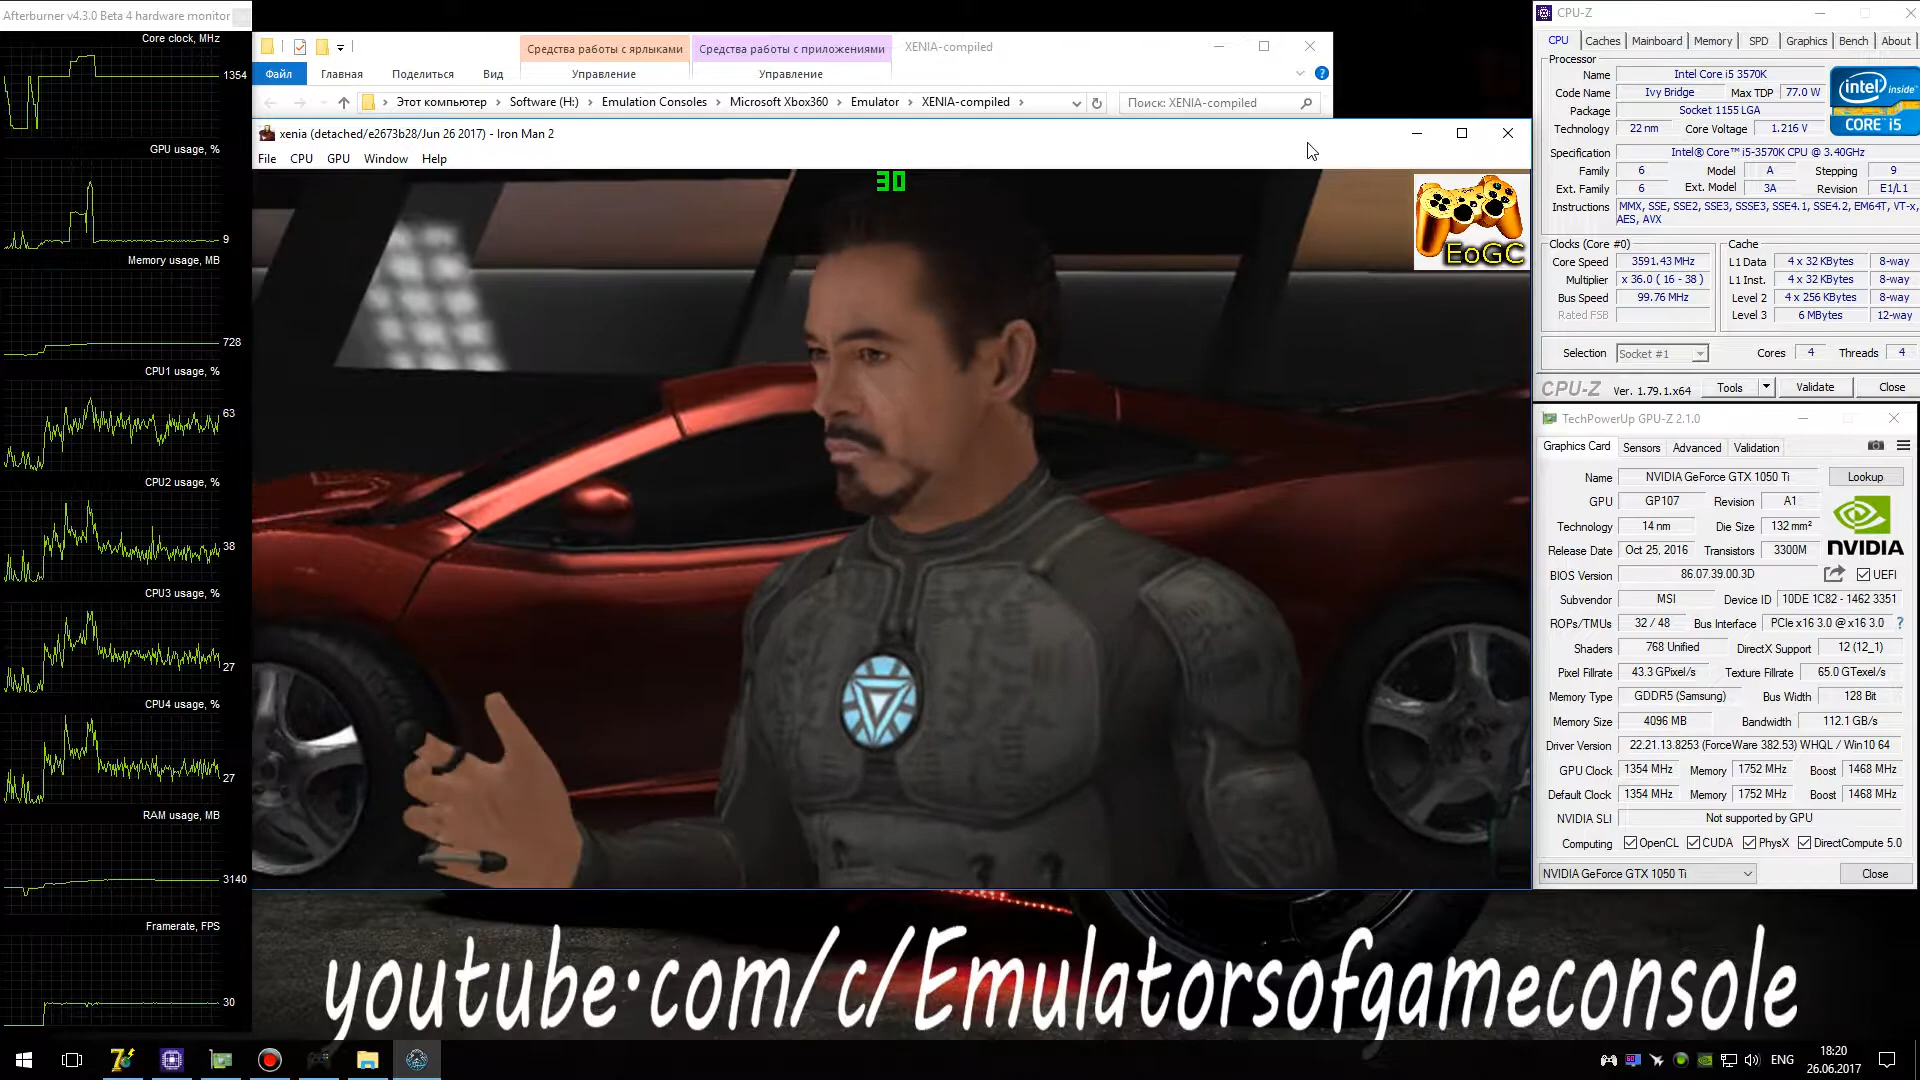 Afterburner v4.3.0 Beta 4 hardware monitor
Core clock, MHz
1354
GPU usage, %
9
Memory usage, MB
728
CPU1 usage, %
63
CPU2 usage, %
38
CPU3 usage, %
27
CPU4 usage, %
27
RAM usage, MB
3140
Framerate, FPS
30
Средства работы с ярлыками Средства работы с приложениями XENIA-compiled
Файл Главная Поделиться Вид Управление Управление
Этот компьютер Software (H:) Emulation Consoles Microsoft Xbox360 Emulator XENIA-compiled Поиск: XENIA-compiled
xenia (detached/e2673b28/Jun 26 2017) - Iron Man 2
File CPU GPU Window Help
30
EoGC
CPU-Z
CPU Caches Mainboard Memory SPD Graphics Bench About
Processor
Name Intel Core i5 3570K
Code Name Ivy Bridge Max TDP 77.0 W
Package Socket 1155 LGA
Technology 22 nm Core Voltage 1.216 V
intel inside CORE i5
Specification Intel® Core™ i5-3570K CPU @ 3.40GHz
Family 6 Model A Stepping 9
Ext. Family 6 Ext. Model 3A Revision E1/L1
Instructions MMX, SSE, SSE2, SSE3, SSSE3, SSE4.1, SSE4.2, EM64T, VT-x,
AES, AVX
Clocks (Core #0) Cache
Core Speed 3591.43 MHz L1 Data 4 x 32 KBytes 8-way
Multiplier x 36.0 ( 16 - 38 ) L1 Inst. 4 x 32 KBytes 8-way
Bus Speed 99.76 MHz Level 2 4 x 256 KBytes 8-way
Rated FSB Level 3 6 MBytes 12-way
Selection Socket #1 Cores 4 Threads 4
CPU-Z Ver. 1.79.1.x64 Tools Validate Close
TechPowerUp GPU-Z 2.1.0
Graphics Card Sensors Advanced Validation
Name NVIDIA GeForce GTX 1050 Ti Lookup
GPU GP107 Revision A1
Technology 14 nm Die Size 132 mm²
Release Date Oct 25, 2016 Transistors 3300M
NVIDIA
BIOS Version 86.07.39.00.3D UEFI
Subvendor MSI Device ID 10DE 1C82 - 1462 3351
ROPs/TMUs 32 / 48 Bus Interface PCIe x16 3.0 @ x16 3.0 ?
Shaders 768 Unified DirectX Support 12 (12_1)
Pixel Fillrate 43.3 GPixel/s Texture Fillrate 65.0 GTexel/s
Memory Type GDDR5 (Samsung) Bus Width 128 Bit
Memory Size 4096 MB Bandwidth 112.1 GB/s
Driver Version 22.21.13.8253 (ForceWare 382.53) WHQL / Win10 64
GPU Clock 1354 MHz Memory 1752 MHz Boost 1468 MHz
Default Clock 1354 MHz Memory 1752 MHz Boost 1468 MHz
NVIDIA SLI Not supported by GPU
Computing OpenCL CUDA PhysX DirectCompute 5.0
NVIDIA GeForce GTX 1050 Ti Close
youtube.com/c/Emulatorsofgameconsole
ENG 18:20
26.06.2017